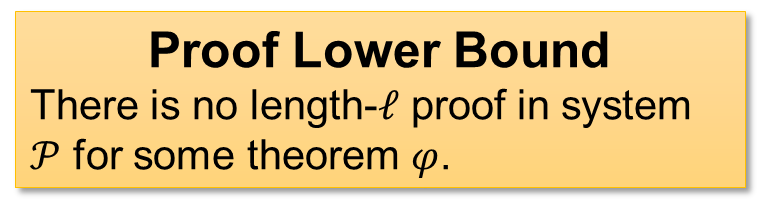 Proof Lower Bound
There is no length-ℓ proof in system
𝒫 for some theorem 𝜑.